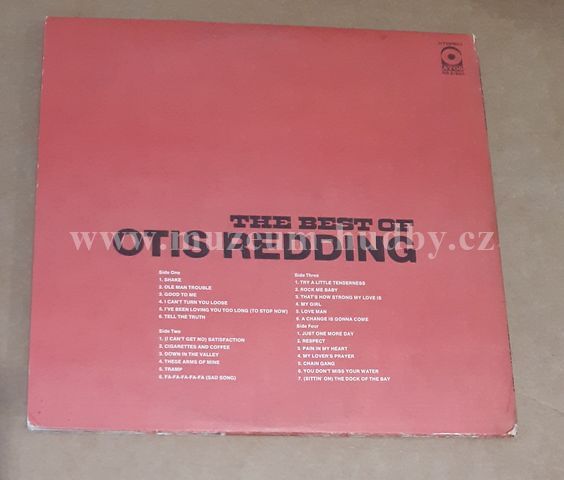 STEREO
ATCO
THE BEST OF
OTIS REDDING
www.muzeum-hudby.cz
Side One
1. SHAKE
2. OLE MAN TROUBLE
3. GOOD TO ME
4. I CAN'T TURN YOU LOOSE
5. I'VE BEEN LOVING YOU TOO LONG (TO STOP NOW)
6. TELL THE TRUTH
Side Two
1. (I CAN'T GET NO) SATISFACTION
2. CIGARETTES AND COFFEE
3. DOWN IN THE VALLEY
4. THESE ARMS OF MINE
5. TRAMP
6. FA-FA-FA-FA-FA (SAD SONG)
Side Three
1. TRY A LITTLE TENDERNESS
2. ROCK ME BABY
3. THAT'S HOW STRONG MY LOVE IS
4. MY GIRL
5. LOVE MAN
6. A CHANGE IS GONNA COME
Side Four
1. JUST ONE MORE DAY
2. RESPECT
3. PAIN IN MY HEART
4. MY LOVER'S PRAYER
5. CHAIN GANG
6. YOU DON'T MISS YOUR WATER
7. (SITTIN' ON) THE DOCK OF THE BAY